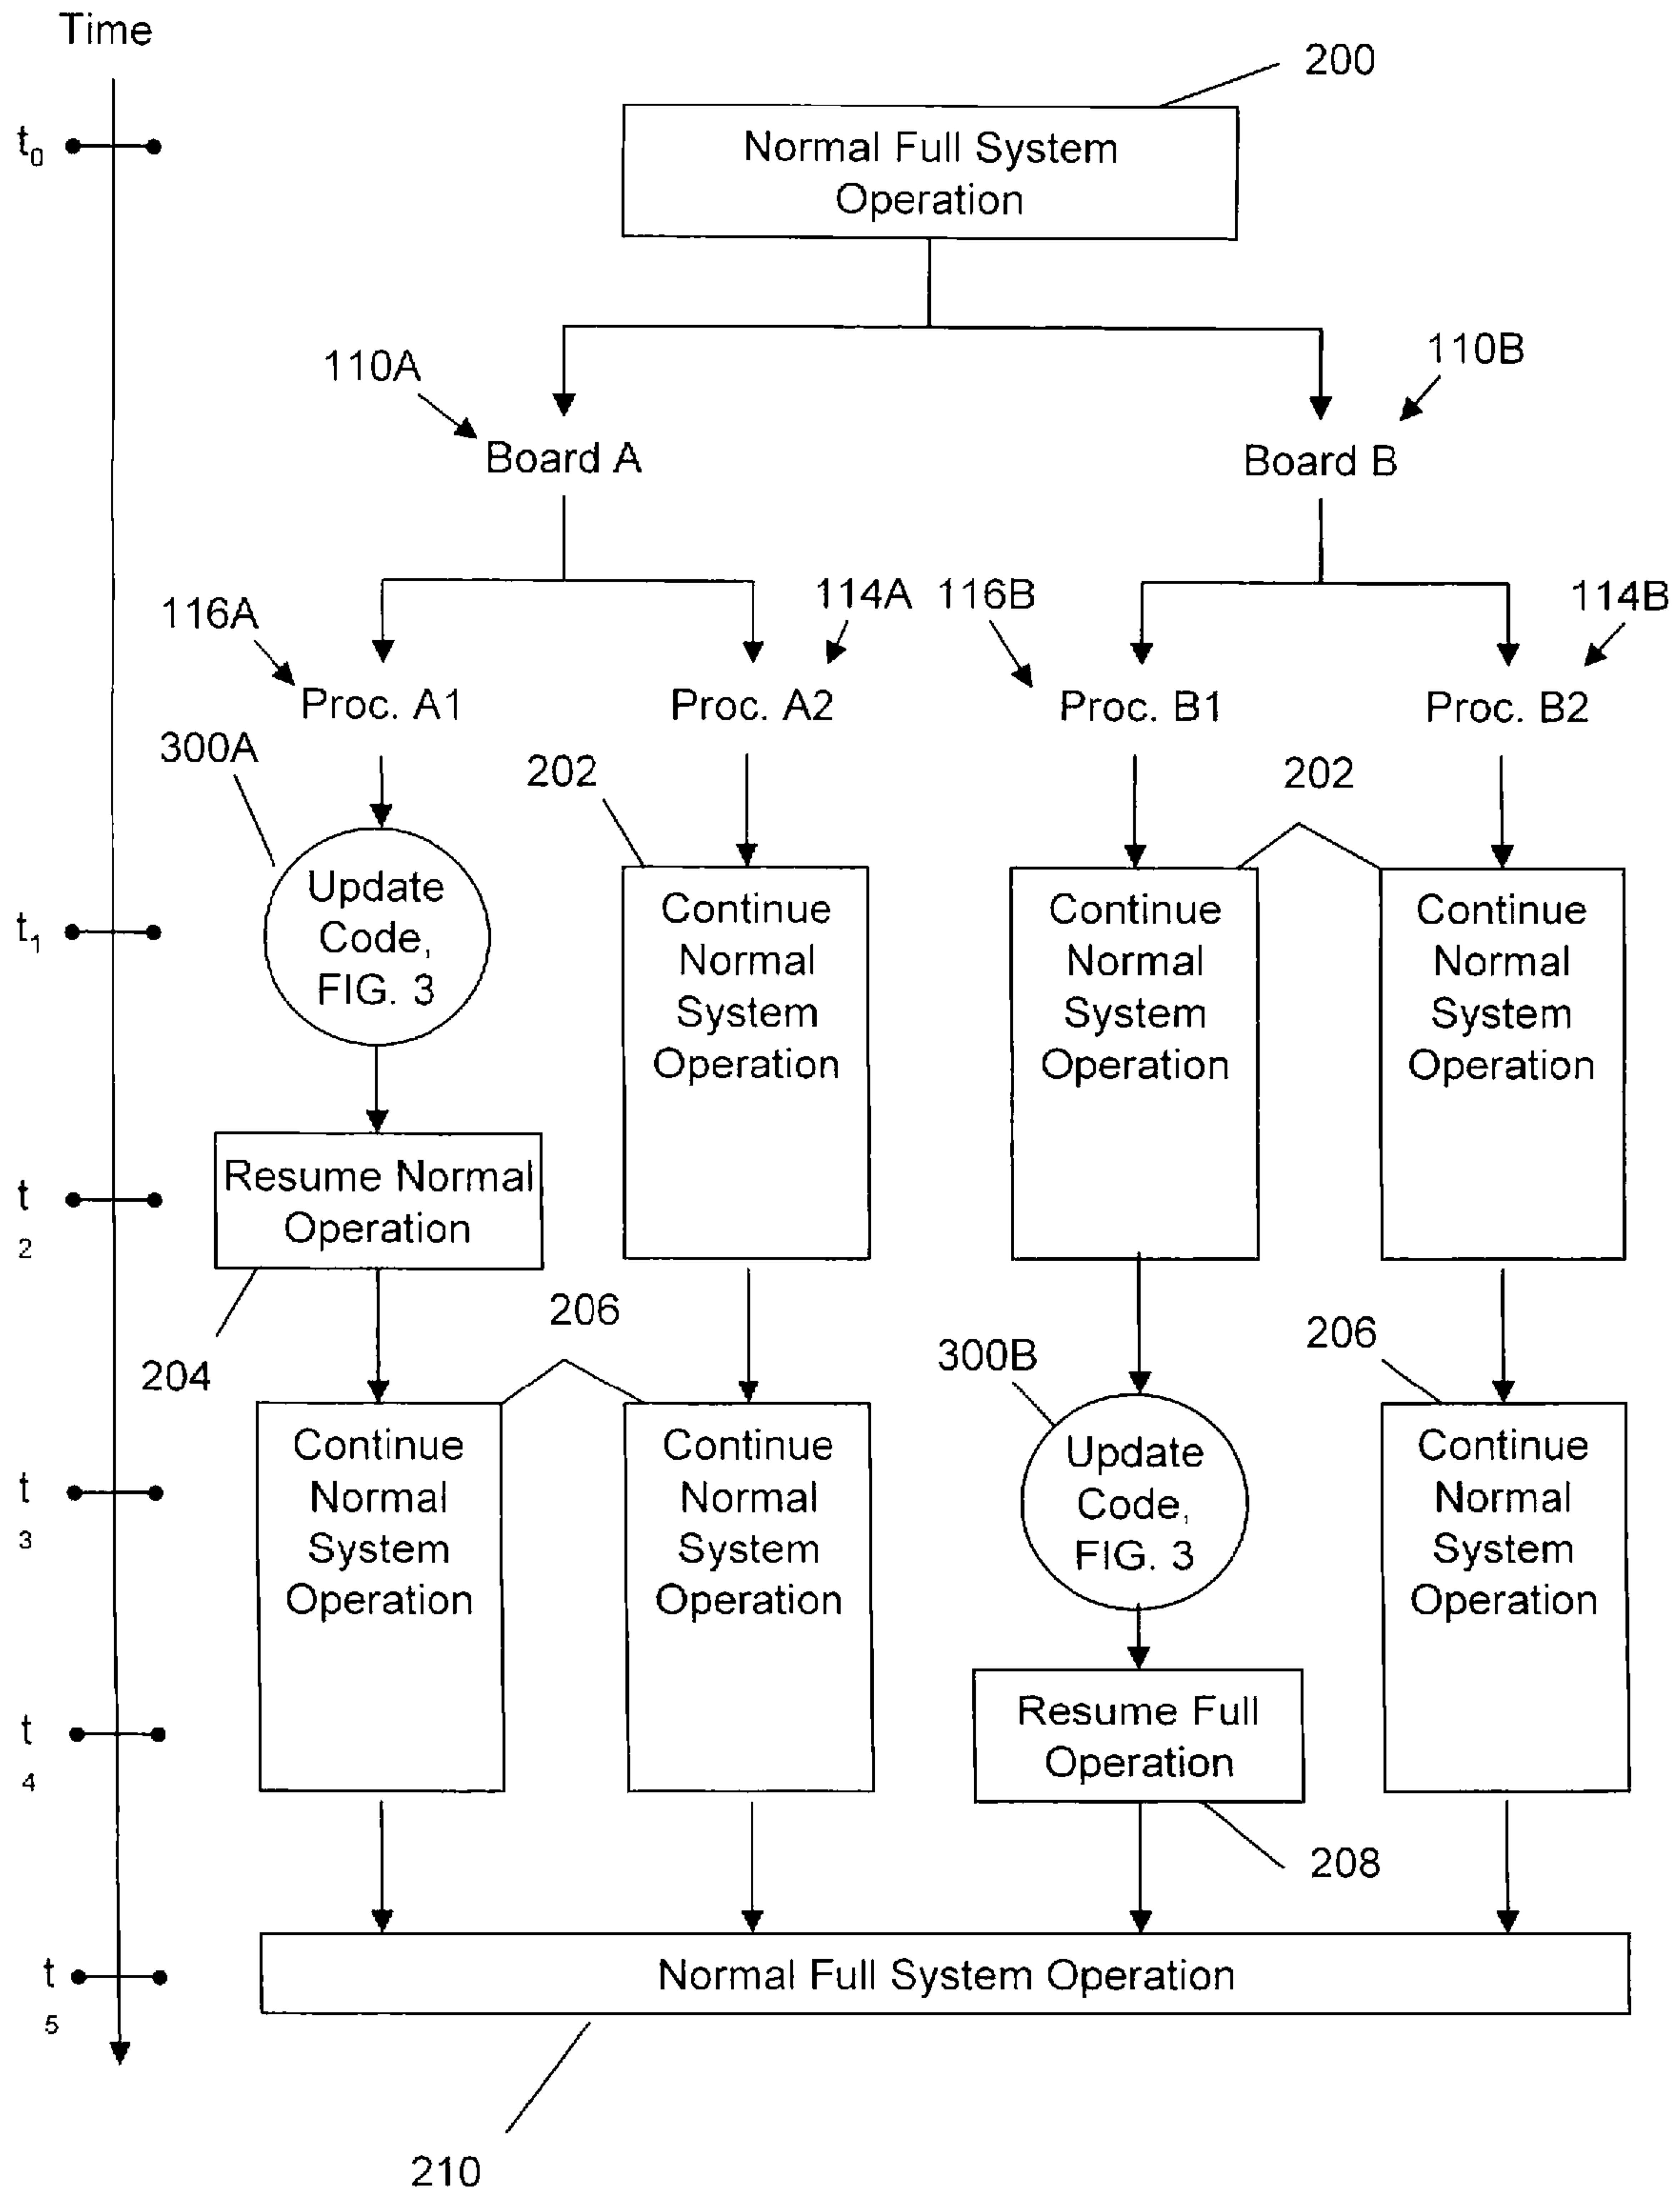 Time
200
t0
Normal Full System
Operation
110A
110B
Board A
Board B
116A
114A
116B
114B
Proc. A1
Proc. A2
Proc. B1
Proc. B2
300A
202
202
t1
Update
Code,
FIG. 3
Continue
Normal
System
Operation
Continue
Normal
System
Operation
Continue
Normal
System
Operation
t
2
Resume Normal
Operation
204
206
300B
206
t
3
Continue
Normal
System
Operation
Continue
Normal
System
Operation
Update
Code,
FIG. 3
Continue
Normal
System
Operation
t
4
Resume Full
Operation
208
t
5
Normal Full System Operation
210